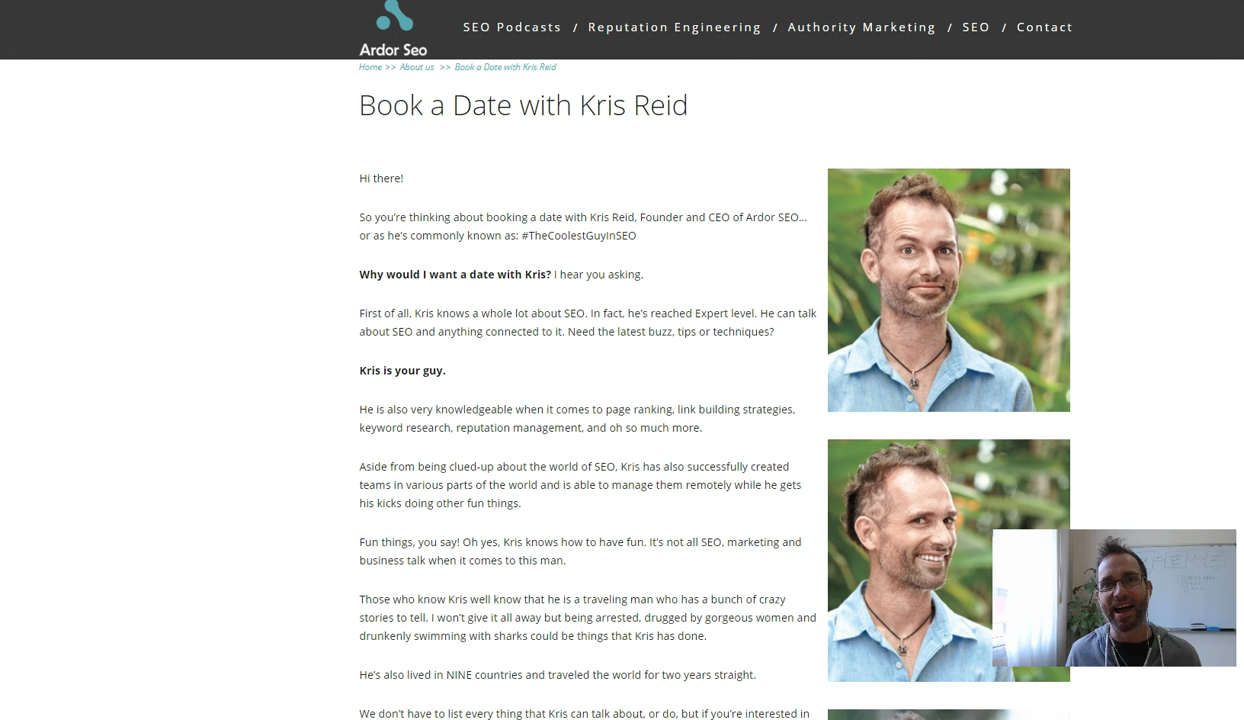 SEO Podcasts / Reputation Engineering / Authority Marketing / SEO / Contact
Ardor Seo
Home >> About us >> Book a Date with Kris Reid
Book a Date with Kris Reid
Hi there!
So you’re thinking about booking a date with Kris Reid, Founder and CEO of Ardor SEO…
or as he’s commonly known as: #TheCoolestGuyInSEO
Why would I want a date with Kris? I hear you asking.
First of all, Kris knows a whole lot about SEO. In fact, he’s reached Expert level. He can talk
about SEO and anything connected to it. Need the latest buzz, tips or techniques?
Kris is your guy.
He is also very knowledgeable when it comes to page ranking, link building strategies,
keyword research, reputation management, and oh so much more.
Aside from being clued-up about the world of SEO, Kris has also successfully created
teams in various parts of the world and is able to manage them remotely while he gets
his kicks doing other fun things.
Fun things, you say! Oh yes, Kris knows how to have fun. It’s not all SEO, marketing and
business talk when it comes to this man.
Those who know Kris well know that he is a traveling man who has a bunch of crazy
stories to tell. I won’t give it all away but being arrested, drugged by gorgeous women and
drunkenly swimming with sharks could be things that Kris has done.
He’s also lived in NINE countries and traveled the world for two years straight.
We don’t have to list every thing that Kris can talk about, or do, but if you’re interested in